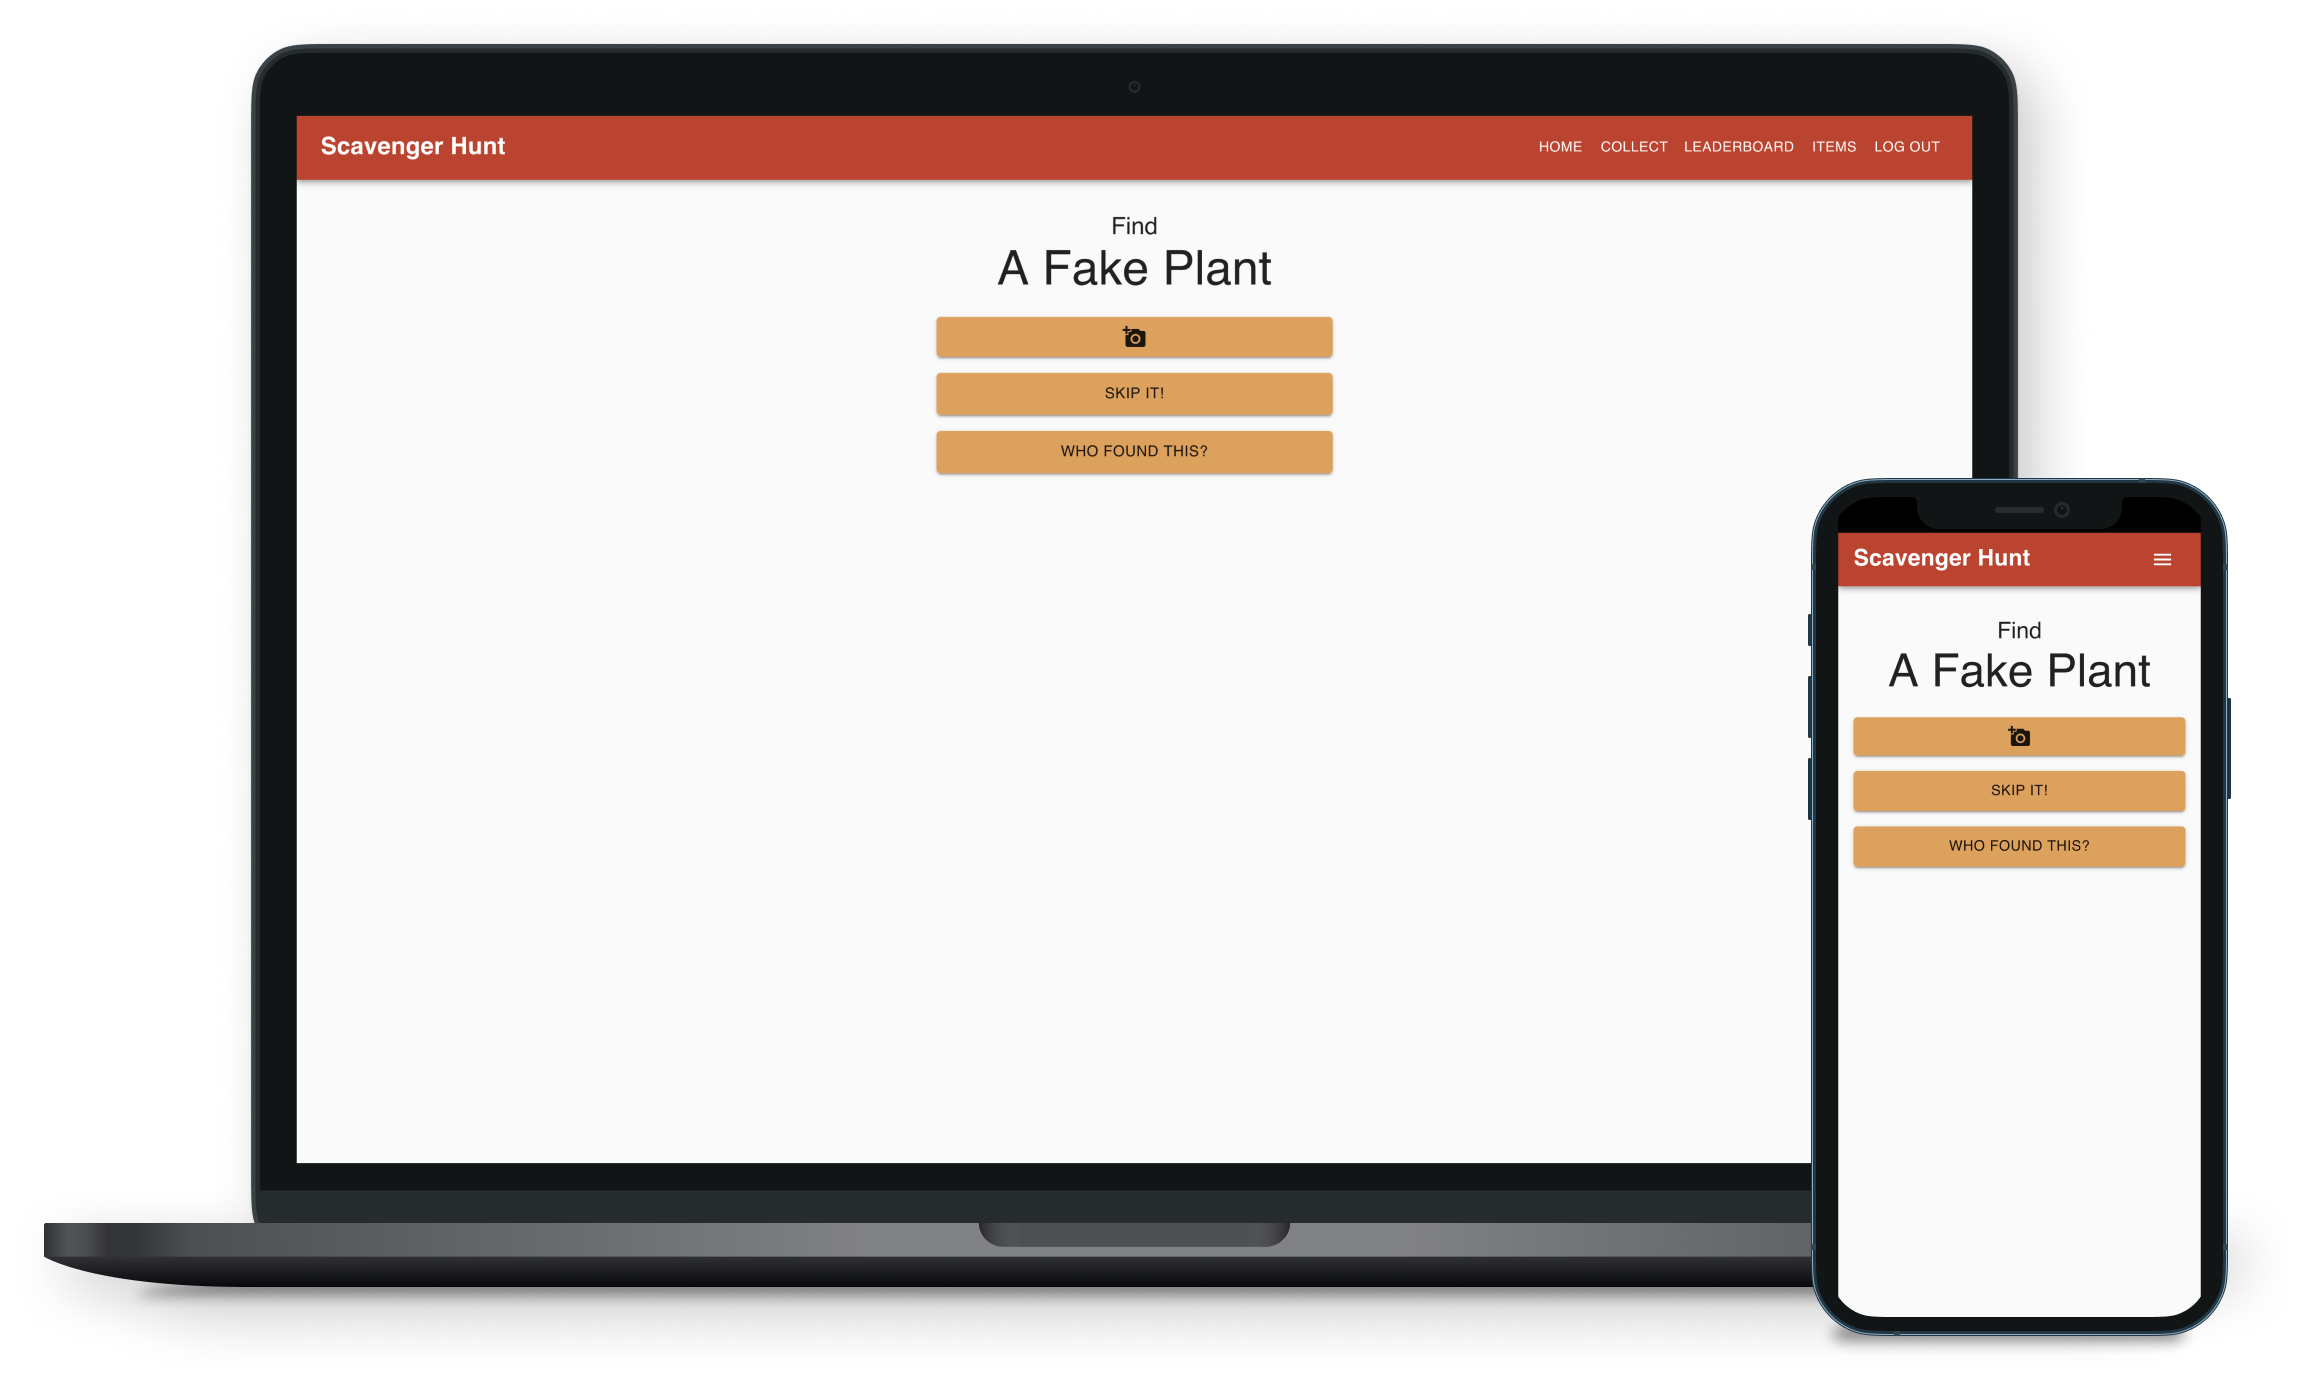 Scavenger Hunt HOME COLLECT LEADERBOARD ITEMS LOG OUT
Find
A Fake Plant
SKIP IT!
WHO FOUND THIS?
Scavenger Hunt
Find
A Fake Plant
SKIP IT!
WHO FOUND THIS?